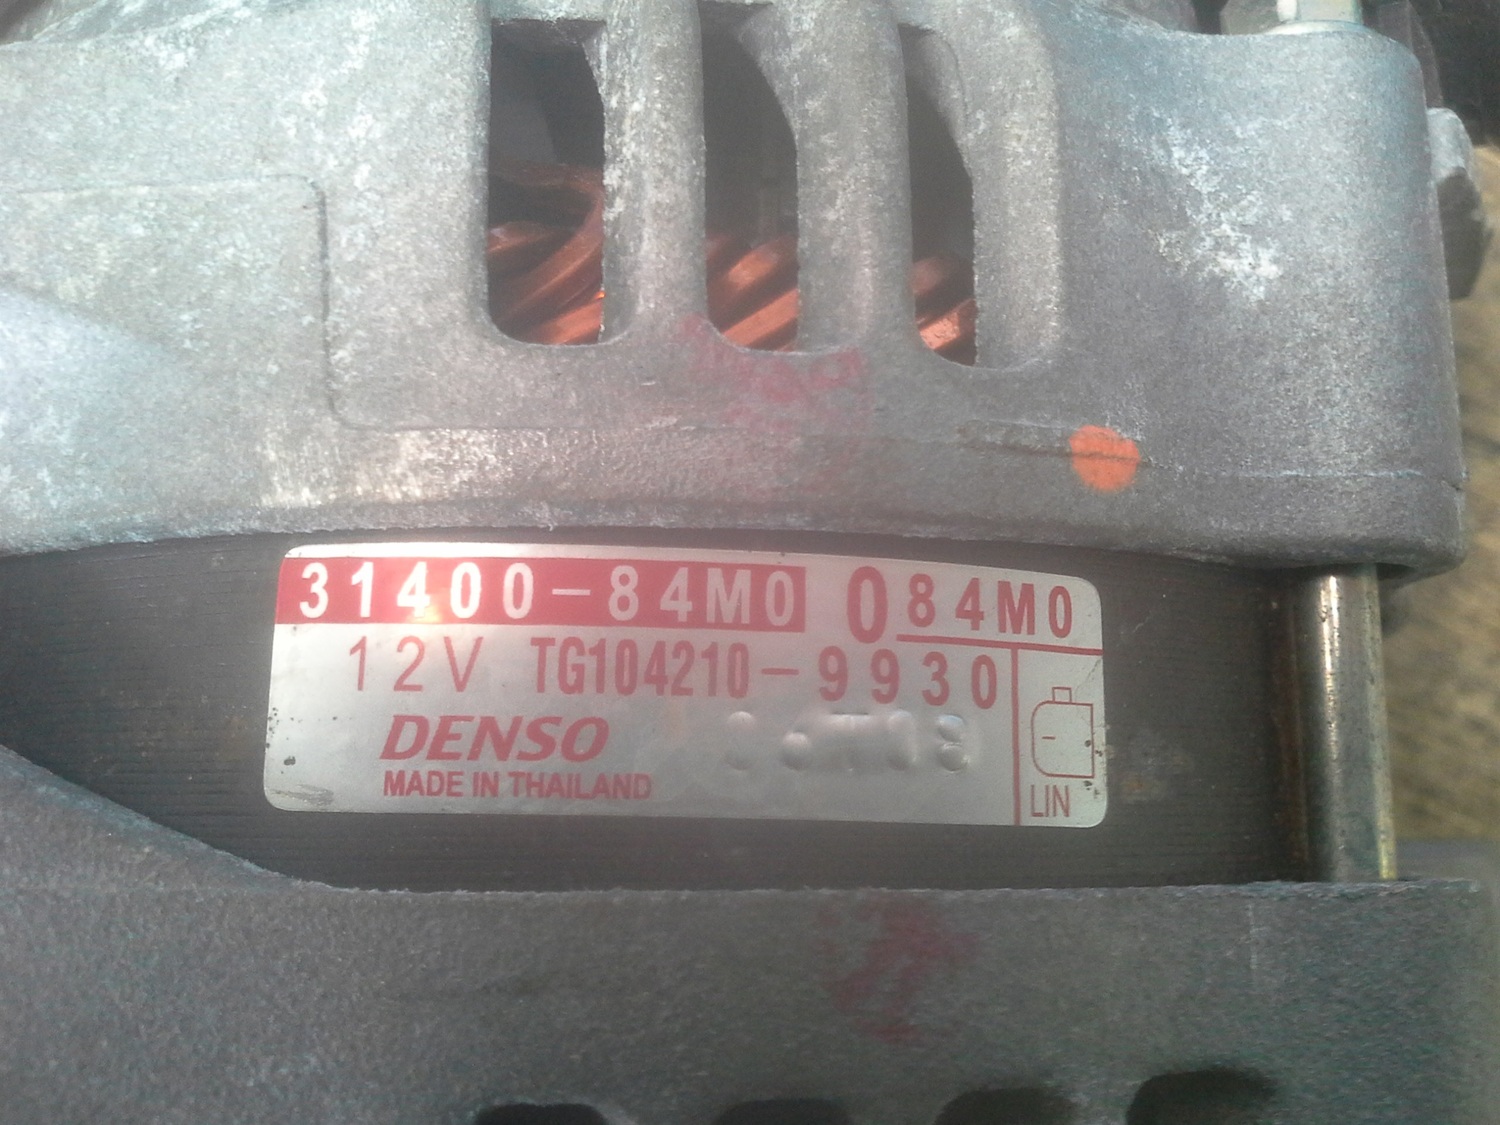 31400-84M0 084M0
12V TG104210-9930
DENSO
MADE IN THAILAND
LIN